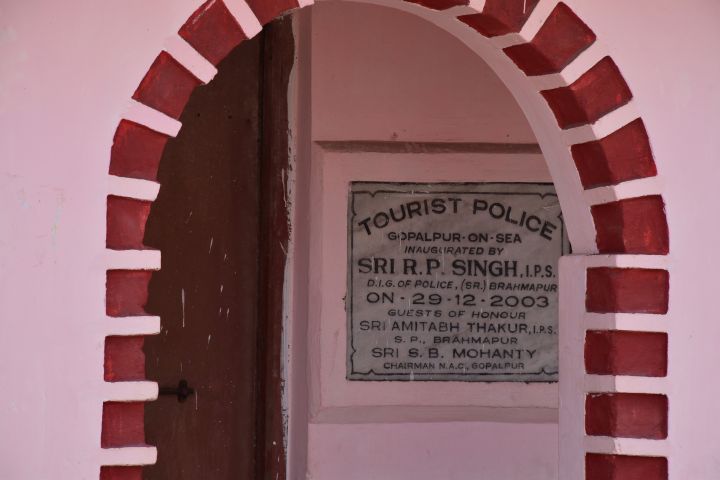 TOURIST POLICE
GOPALPUR-ON-SEA
INAUGURATED BY
SRI R.P. SINGH, I.P.S.
D.I.G. OF POLICE, (SR.) BRAHMAPUR
ON - 29-12-2003
GUESTS OF HONOUR
SRI AMITABH THAKUR, I.P.S.
S.P., BRAHMAPUR
SRI S.B. MOHANTY
CHAIRMAN N.A.C., GOPALPUR